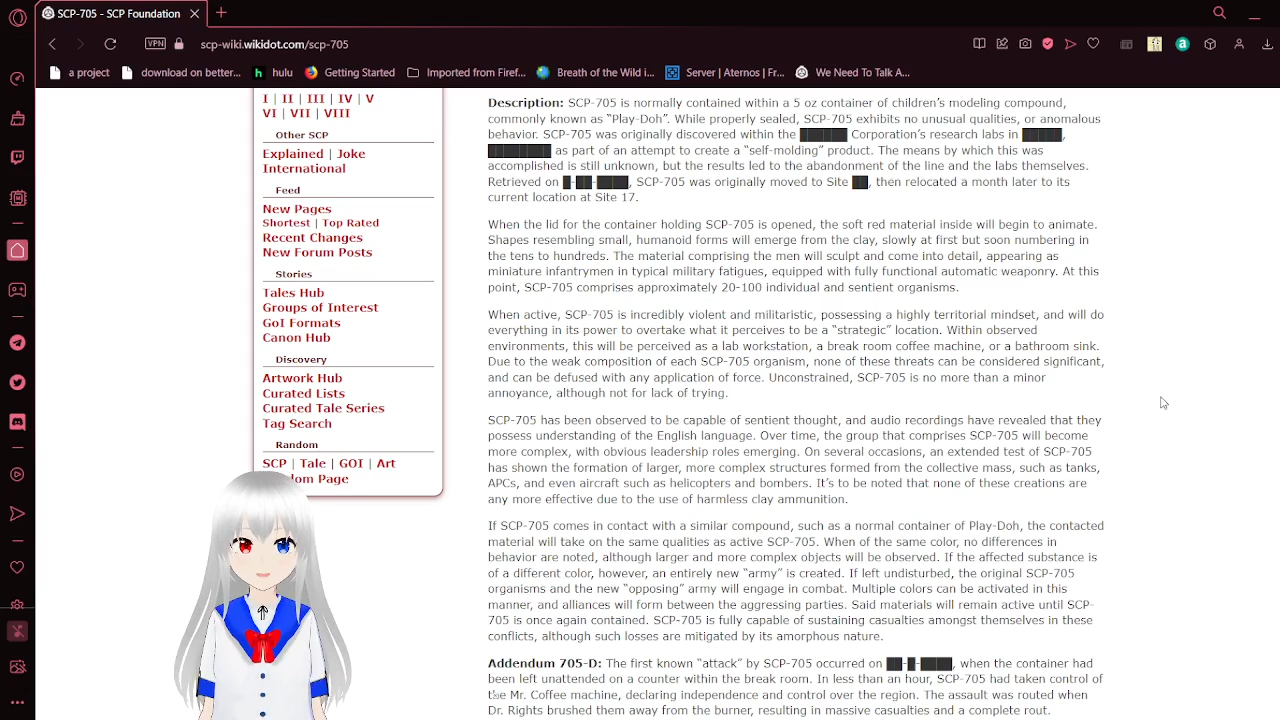 SCP-705 - SCP Foundation
VPN
scp-wiki.wikidot.com/scp-705
a project
download on better...
hulu
Getting Started
Imported from Firef...
Breath of the Wild i...
Server | Aternos | Fr...
We Need To Talk A...
I | II | III | IV | V
VI | VII | VIII
Other SCP
Explained | Joke
International
Feed
New Pages
Shortest | Top Rated
Recent Changes
New Forum Posts
Stories
Tales Hub
Groups of Interest
GoI Formats
Canon Hub
Discovery
Artwork Hub
Curated Lists
Curated Tale Series
Tag Search
Random
SCP | Tale | GOI | Art
dom Page
Description: SCP-705 is normally contained within a 5 oz container of children's modeling compound,
commonly known as “Play-Doh”. While properly sealed, SCP-705 exhibits no unusual qualities, or anomalous
behavior. SCP-705 was originally discovered within the ██████ Corporation’s research labs in █████,
████████ as part of an attempt to create a “self-molding” product. The means by which this was
accomplished is still unknown, but the results led to the abandonment of the line and the labs themselves.
Retrieved on █-██-████, SCP-705 was originally moved to Site ██, then relocated a month later to its
current location at Site 17.
When the lid for the container holding SCP-705 is opened, the soft red material inside will begin to animate.
Shapes resembling small, humanoid forms will emerge from the clay, slowly at first but soon numbering in
the tens to hundreds. The material comprising the men will sculpt and come into detail, appearing as
miniature infantrymen in typical military fatigues, equipped with fully functional automatic weaponry. At this
point, SCP-705 comprises approximately 20-100 individual and sentient organisms.
When active, SCP-705 is incredibly violent and militaristic, possessing a highly territorial mindset, and will do
everything in its power to overtake what it perceives to be a “strategic” location. Within observed
environments, this will be perceived as a lab workstation, a break room coffee machine, or a bathroom sink.
Due to the weak composition of each SCP-705 organism, none of these threats can be considered significant,
and can be defused with any application of force. Unconstrained, SCP-705 is no more than a minor
annoyance, although not for lack of trying.
SCP-705 has been observed to be capable of sentient thought, and audio recordings have revealed that they
possess understanding of the English language. Over time, the group that comprises SCP-705 will become
more complex, with obvious leadership roles emerging. On several occasions, an extended test of SCP-705
has shown the formation of larger, more complex structures formed from the collective mass, such as tanks,
APCs, and even aircraft such as helicopters and bombers. It’s to be noted that none of these creations are
any more effective due to the use of harmless clay ammunition.
If SCP-705 comes in contact with a similar compound, such as a normal container of Play-Doh, the contacted
material will take on the same qualities as active SCP-705. When of the same color, no differences in
behavior are noted, although larger and more complex objects will be observed. If the affected substance is
of a different color, however, an entirely new “army” is created. If left undisturbed, the original SCP-705
organisms and the new “opposing” army will engage in combat. Multiple colors can be activated in this
manner, and alliances will form between the aggressing parties. Said materials will remain active until SCP-
705 is once again contained. SCP-705 is fully capable of sustaining casualties amongst themselves in these
conflicts, although such losses are mitigated by its amorphous nature.
Addendum 705-D: The first known “attack” by SCP-705 occurred on ██-█-████, when the container had
been left unattended on a counter within the break room. In less than an hour, SCP-705 had taken control of
the Mr. Coffee machine, declaring independence and control over the region. The assault was routed when
Dr. Rights brushed them away from the burner, resulting in massive casualties and a complete rout.